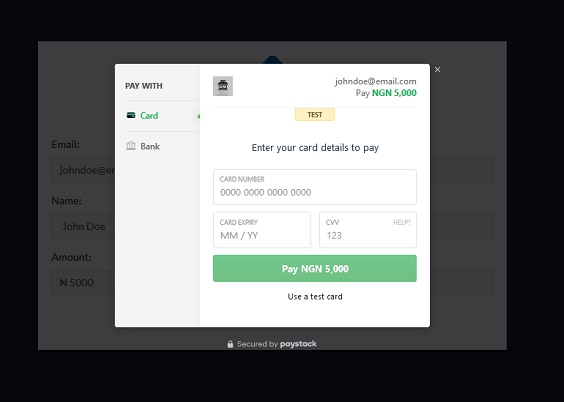 PAY WITH
Card
Bank
johndoe@email.com
Pay NGN 5,000
TEST
Enter your card details to pay
CARD NUMBER
0000 0000 0000 0000
CARD EXPIRY
MM / YY
CVV
HELP?
123
Pay NGN 5,000
Use a test card
Secured by paystack
Email:
johndoe@em
Name:
John Doe
Amount:
₦ 5000